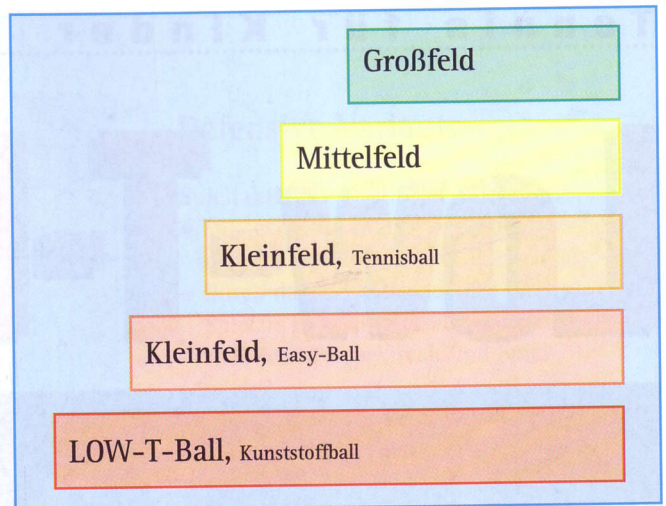 Großfeld
Mittelfeld
Kleinfeld, Tennisball
Kleinfeld, Easy-Ball
LOW-T-Ball, Kunststoffball